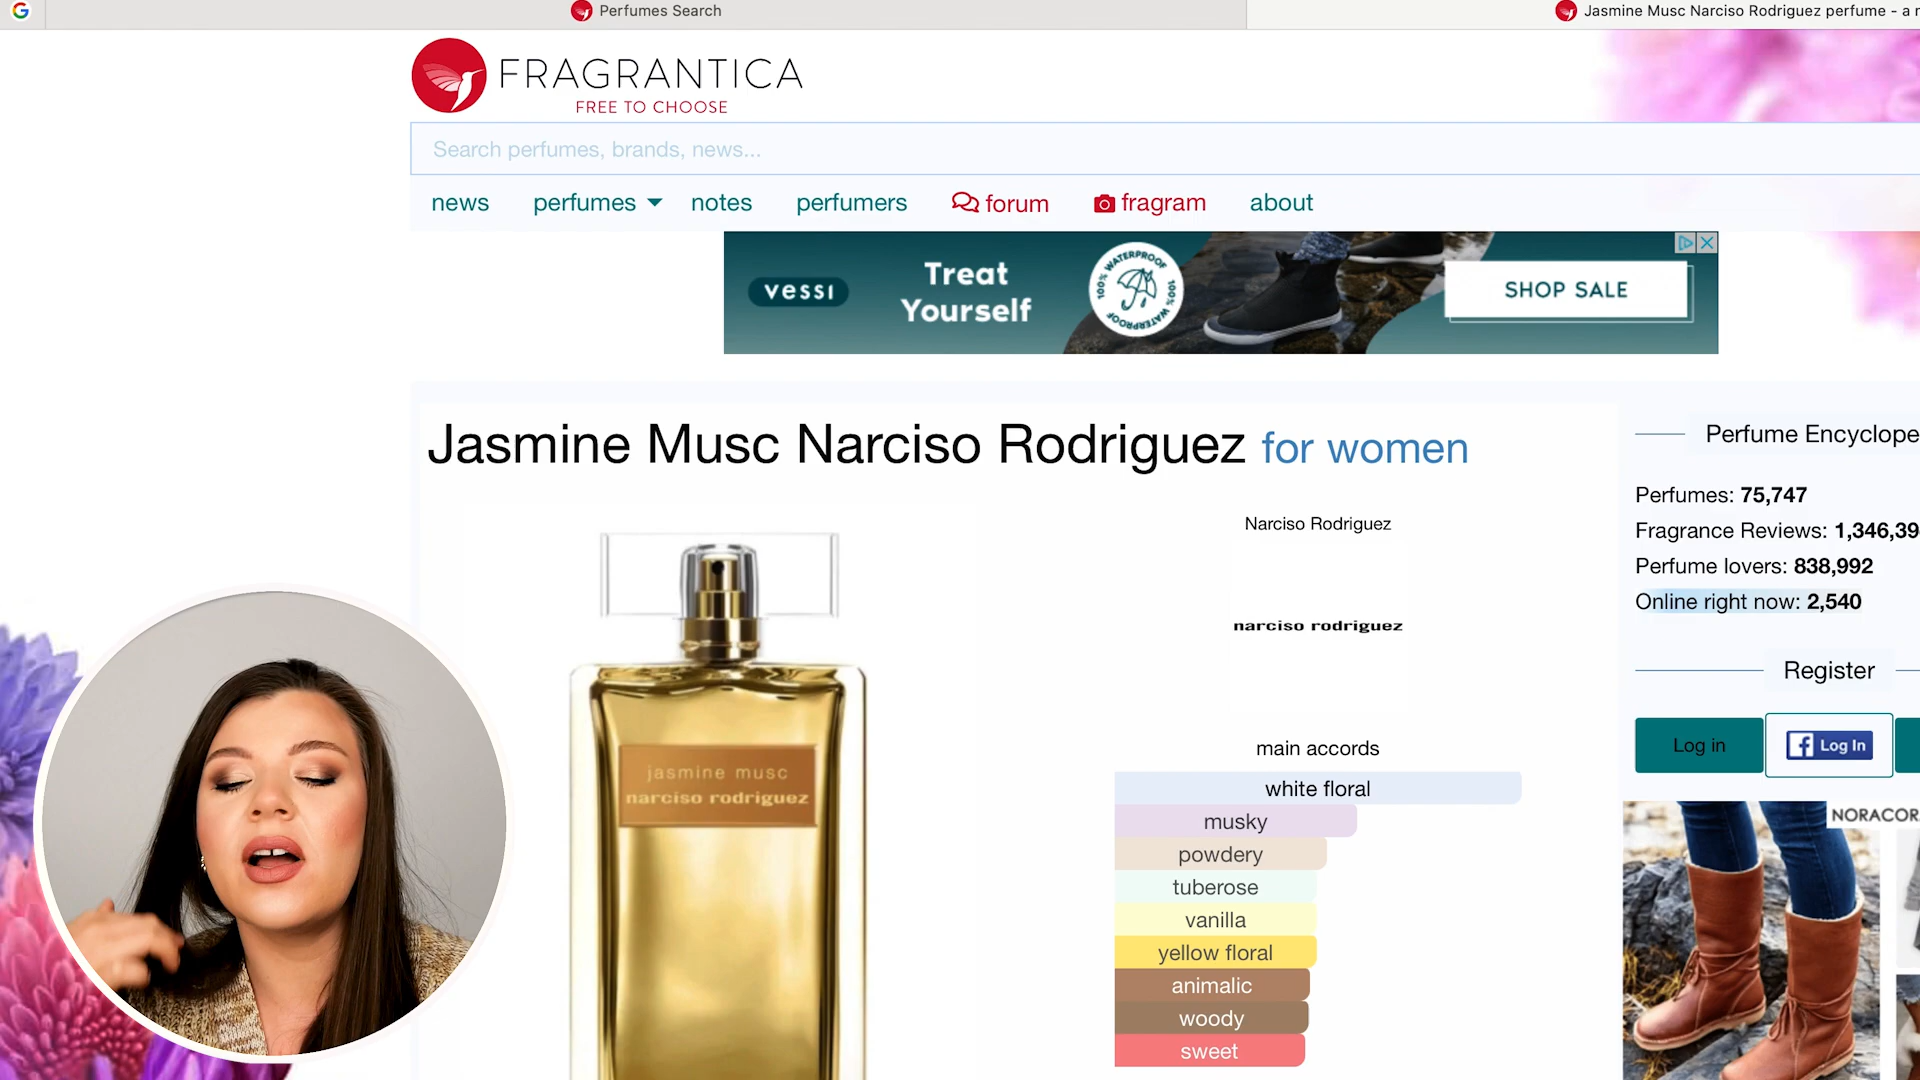 Perfumes Search
Jasmine Musc Narciso Rodriguez perfume - a
FRAGRANTICA
FREE TO CHOOSE
Search perfumes, brands, news...
news perfumes notes perfumers forum fragram about
vessi
Treat
Yourself
100% WATERPROOF
100% WATERPROOF
SHOP SALE
Jasmine Musc Narciso Rodriguez for women
Perfume Encyclope
Perfumes: 75,747
Fragrance Reviews: 1,346,39
Perfume lovers: 838,992
Online right now: 2,540
Narciso Rodriguez
narciso rodriguez
Register
Log in
Log In
jasmine musc
narciso rodriguez
main accords
white floral
musky
powdery
tuberose
vanilla
yellow floral
animalic
woody
sweet
NORACOR